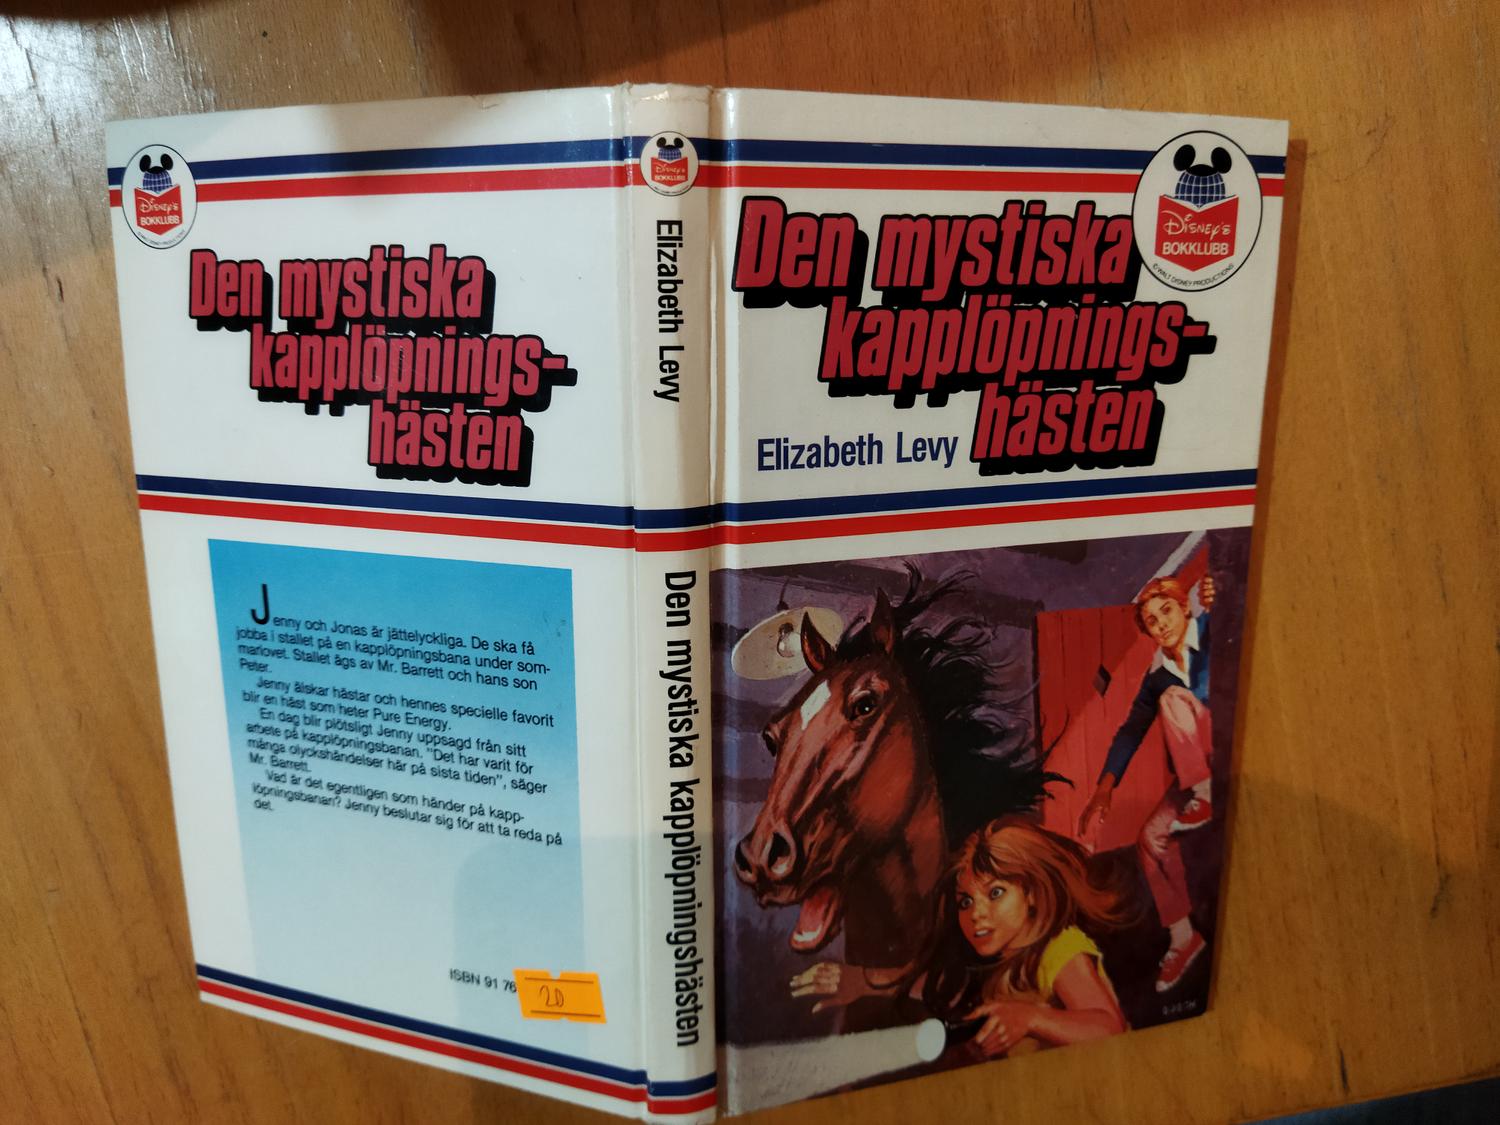 Disney's
BOKKLUBB
Den mystiska
kapplöpnings-
hästen
Jenny och Jonas är jättelyckliga. De ska få
jobba i stallet på en kapplöpningsbana under som-
marlovet. Stallet ägs av Mr. Barrett och hans son
Peter.
Jenny älskar hästar och hennes specielle favorit
blir en häst som heter Pure Energy.
En dag blir plötsligt Jenny uppsagd från sitt
arbete på kapplöpningsbanan. "Det har varit för
många olyckshändelser här på sista tiden", säger
Mr. Barrett.
Vad är det egentligen som händer på kapp-
löpningsbanan? Jenny beslutar sig för att ta reda på
det.
ISBN 91 76
20
Disney's
BOKKLUBB
Elizabeth Levy
Den mystiska kapplöpningshästen
Disney's
BOKKLUBB
© WALT DISNEY PRODUCTIONS
Den mystiska
kapplöpnings-
hästen
Elizabeth Levy